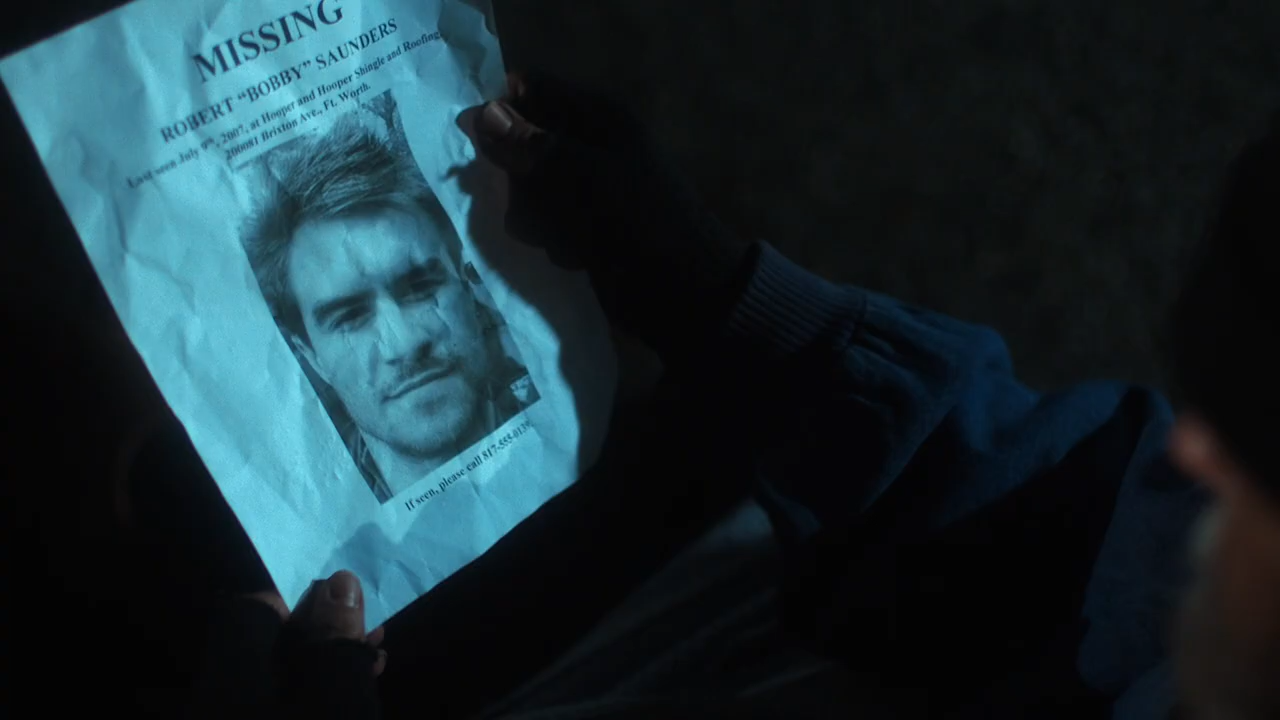 MISSING
ROBERT “BOBBY” SAUNDERS
Last seen July 9th, 2007, at Hooper and Hooper Shingle and Roofing,
200081 Brixton Ave., Ft. Worth.
If seen, please call 817-555-0139